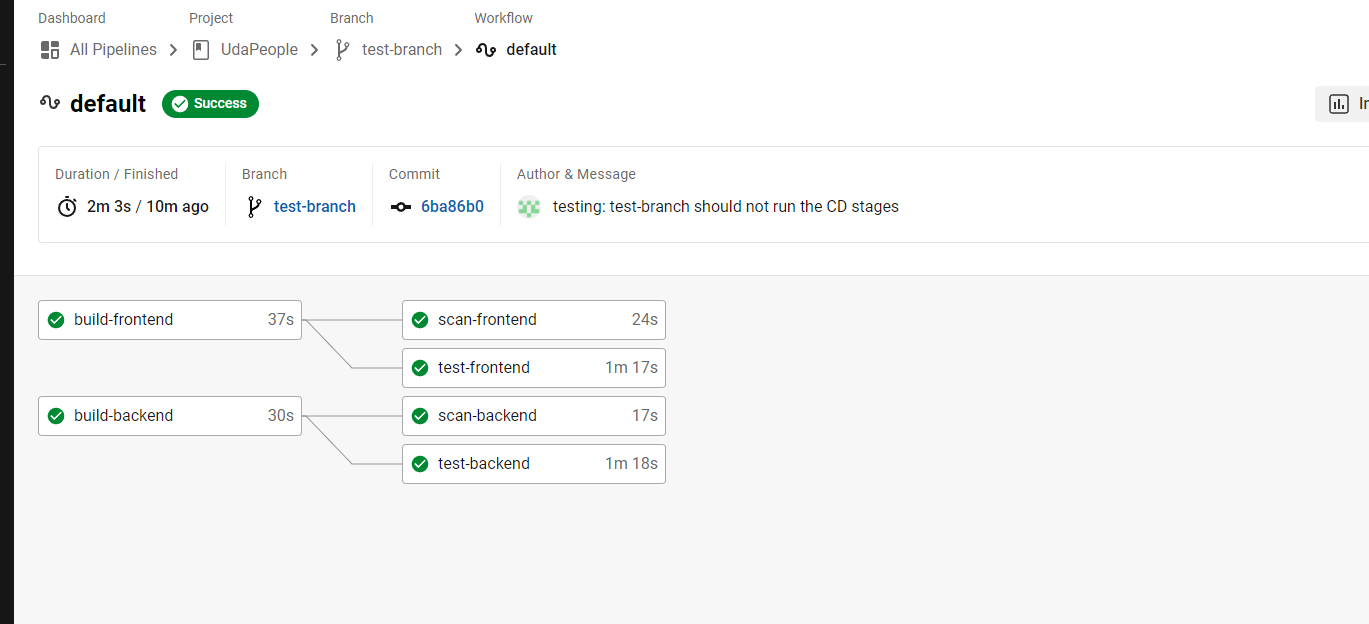 Dashboard Project Branch Workflow
All Pipelines UdaPeople test-branch default
default Success
Duration / Finished Branch Commit Author & Message
2m 3s / 10m ago test-branch 6ba86b0 testing: test-branch should not run the CD stages
build-frontend 37s scan-frontend 24s
test-frontend 1m 17s
build-backend 30s scan-backend 17s
test-backend 1m 18s